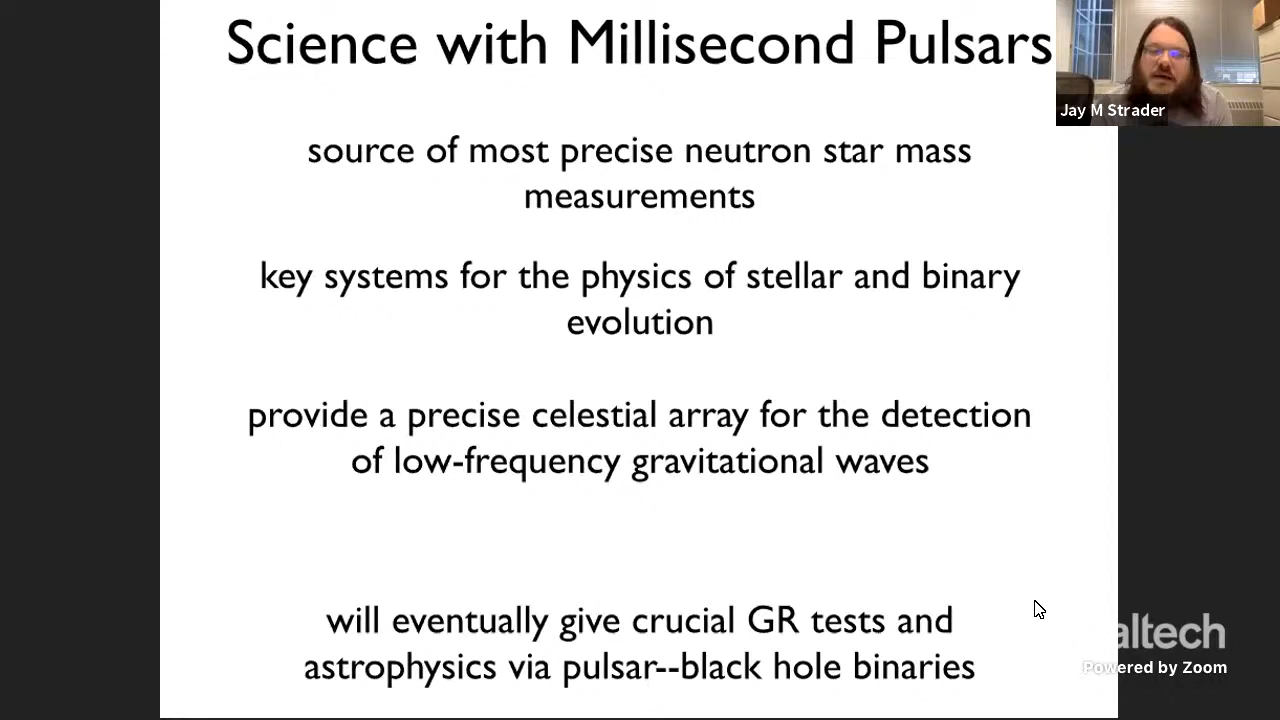 Science with Millisecond Pulsars
Jay M Strader
source of most precise neutron star mass
measurements
key systems for the physics of stellar and binary
evolution
provide a precise celestial array for the detection
of low-frequency gravitational waves
will eventually give crucial GR tests and
astrophysics via pulsar--black hole binaries
altech
Powered by Zoom